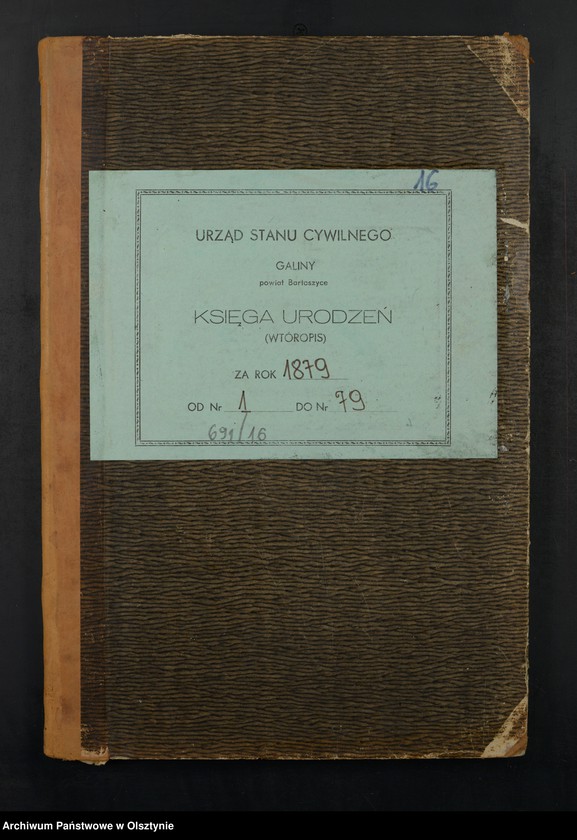 16
URZĄD STANU CYWILNEGO
GALINY
powiat Bartoszyce
KSIĘGA URODZEŃ
(WTÓROPIS)
ZA ROK 1879
OD Nr 1 DO Nr 79
691/16
Archiwum Państwowe w Olsztynie